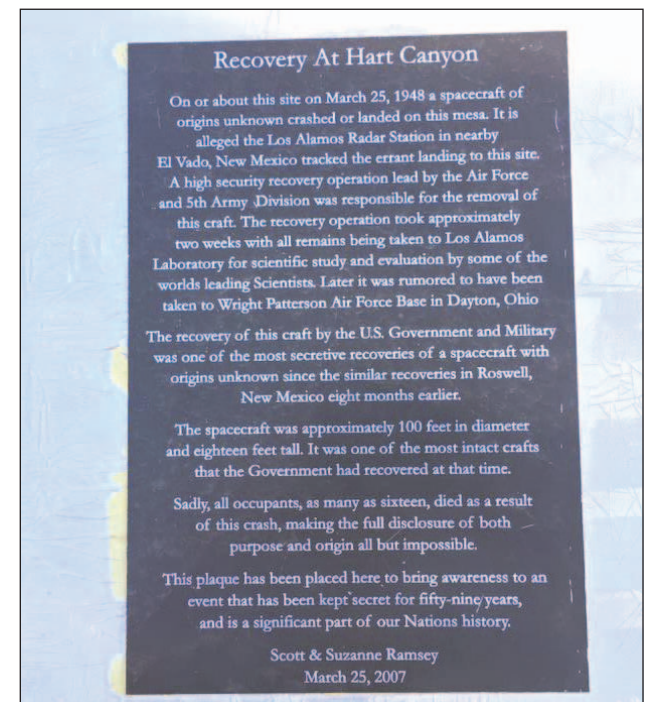 Recovery At Hart Canyon
On or about this site on March 25, 1948 a spacecraft of
origins unknown crashed or landed on this mesa. It is
alleged the Los Alamos Radar Station in nearby
El Vado, New Mexico tracked the errant landing to this site.
A high security recovery operation lead by the Air Force
and 5th Army Division was responsible for the removal of
this craft. The recovery operation took approximately
two weeks with all remains being taken to Los Alamos
Laboratory for scientific study and evaluation by some of the
worlds leading Scientists. Later it was rumored to have been
taken to Wright Patterson Air Force Base in Dayton, Ohio
The recovery of this craft by the U.S. Government and Military
was one of the most secretive recoveries of a spacecraft with
origins unknown since the similar recoveries in Roswell,
New Mexico eight months earlier.
The spacecraft was approximately 100 feet in diameter
and eighteen feet tall. It was one of the most intact crafts
that the Government had recovered at that time.
Sadly, all occupants, as many as sixteen, died as a result
of this crash, making the full disclosure of both
purpose and origin all but impossible.
This plaque has been placed here to bring awareness to an
event that has been kept secret for fifty-nine years,
and is a significant part of our Nations history.
Scott & Suzanne Ramsey
March 25, 2007